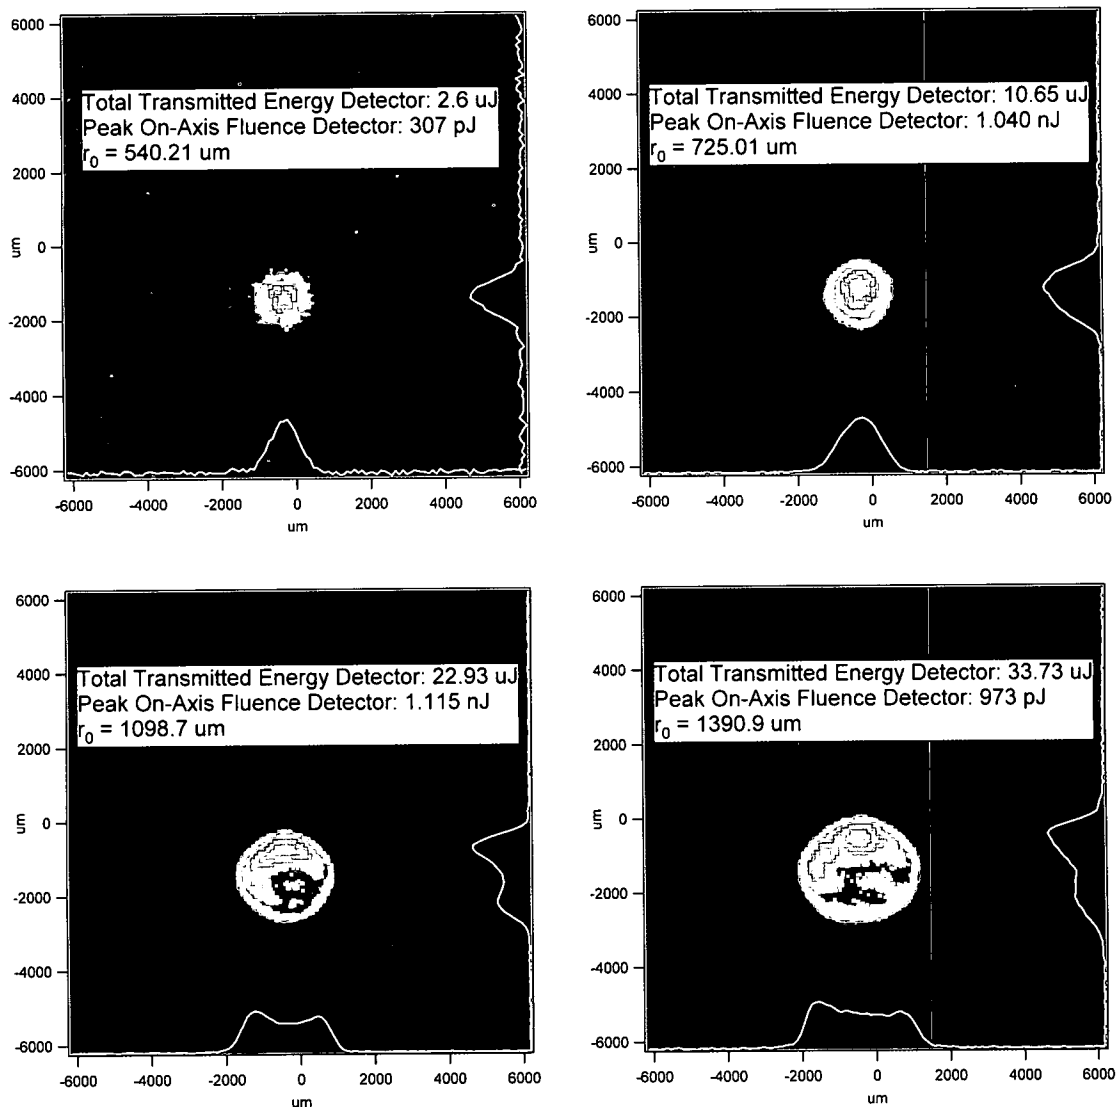 6000
4000
2000
0
-2000
-4000
-6000
um
Total Transmitted Energy Detector: 2.6 uJ
Peak On-Axis Fluence Detector: 307 pJ
r0 = 540.21 um
-6000 -4000 -2000 0 2000 4000 6000
um
6000
4000
2000
0
-2000
-4000
-6000
um
Total Transmitted Energy Detector: 10.65 uJ
Peak On-Axis Fluence Detector: 1.040 nJ
r0 = 725.01 um
-6000 -4000 -2000 0 2000 4000 6000
um
6000
4000
2000
0
-2000
-4000
-6000
um
Total Transmitted Energy Detector: 22.93 uJ
Peak On-Axis Fluence Detector: 1.115 nJ
r0 = 1098.7 um
-6000 -4000 -2000 0 2000 4000 6000
um
6000
4000
2000
0
-2000
-4000
-6000
um
Total Transmitted Energy Detector: 33.73 uJ
Peak On-Axis Fluence Detector: 973 pJ
r0 = 1390.9 um
-6000 -4000 -2000 0 2000 4000 6000
um